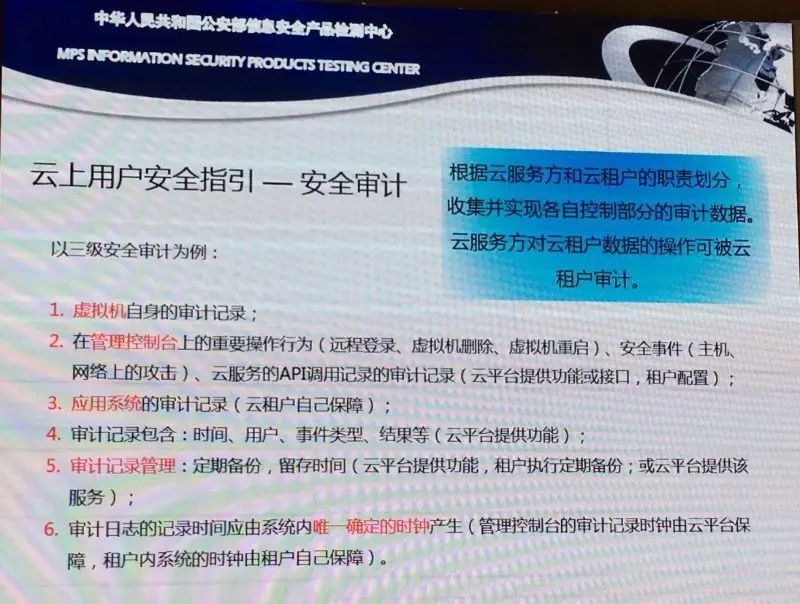 中华人民共和国公安部信息安全产品检测中心
MPS INFORMATION SECURITY PRODUCTS TESTING CENTER
云上用户安全指引 — 安全审计
根据云服务方和云租户的职责划分，
收集并实现各自控制部分的审计数据。
云服务方对云租户数据的操作可被云
租户审计。
以三级安全审计为例：
1. 虚拟机自身的审计记录；
2. 在管理控制台上的重要操作行为（远程登录、虚拟机删除、虚拟机重启）、安全事件（主机、
网络上的攻击）、云服务的API调用记录的审计记录（云平台提供功能或接口，租户配置）；
3. 应用系统的审计记录（云租户自己保障）；
4. 审计记录包含：时间、用户、事件类型、结果等（云平台提供功能）；
5. 审计记录管理：定期备份，留存时间（云平台提供功能，租户执行定期备份；或云平台提供该
服务）；
6. 审计日志的记录时间应由系统内唯一确定的时钟产生（管理控制台的审计记录时钟由云平台保
障，租户内系统的时钟由租户自己保障）。